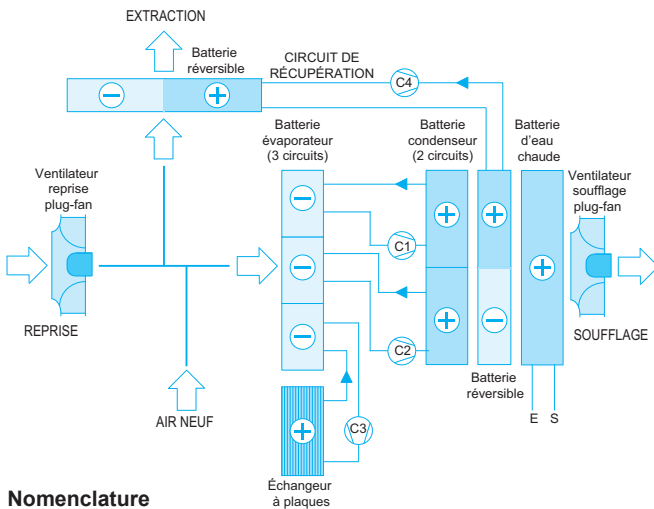 EXTRACTION
Batterie
réversible
CIRCUIT DE
RÉCUPÉRATION
C4
Batterie
évaporateur
(3 circuits)
Batterie
condenseur
(2 circuits)
Batterie
d'eau
chaude
Ventilateur
reprise
plug-fan
Ventilateur
soufflage
plug-fan
C1
REPRISE
SOUFFLAGE
C2
Batterie
réversible
AIR NEUF
C3
E S
Échangeur
à plaques
Nomenclature